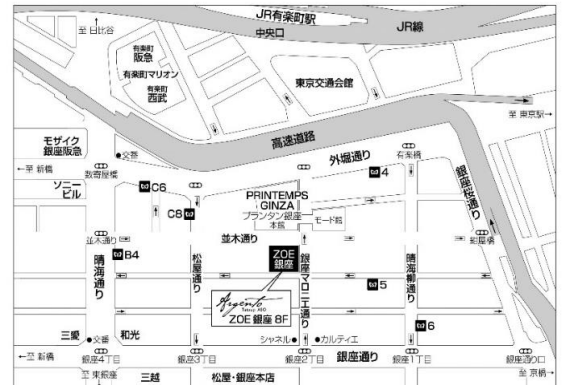 JR有楽町駅
中央口
JR線
至 日比谷
有楽町
阪急
有楽町マリオン
有楽町
西武
東京交通会館
至 東京駅→
高速道路
モザイク
銀座阪急
交番
外堀通り
有楽橋
←至 新橋
数寄屋橋
ソニー
ビル
C6
4
銀座桜通り
PRINTEMPS
GINZA
プランタン銀座
本館
モード館
C8
並木通り
並木通り
紺屋橋
B4
ZOE
銀座
晴海通り
松屋通り
銀座マロニエ通り
晴海柳通り
5
Argento
ZOE 銀座 8F
6
三愛
交番
和光
シャネル
カルティエ
←至 新橋
銀座4丁目
銀座3丁目
銀座2丁目
銀座通り
銀座1丁目
銀座通り口
至 東銀座
三越
松屋・銀座本店
至 京橋→